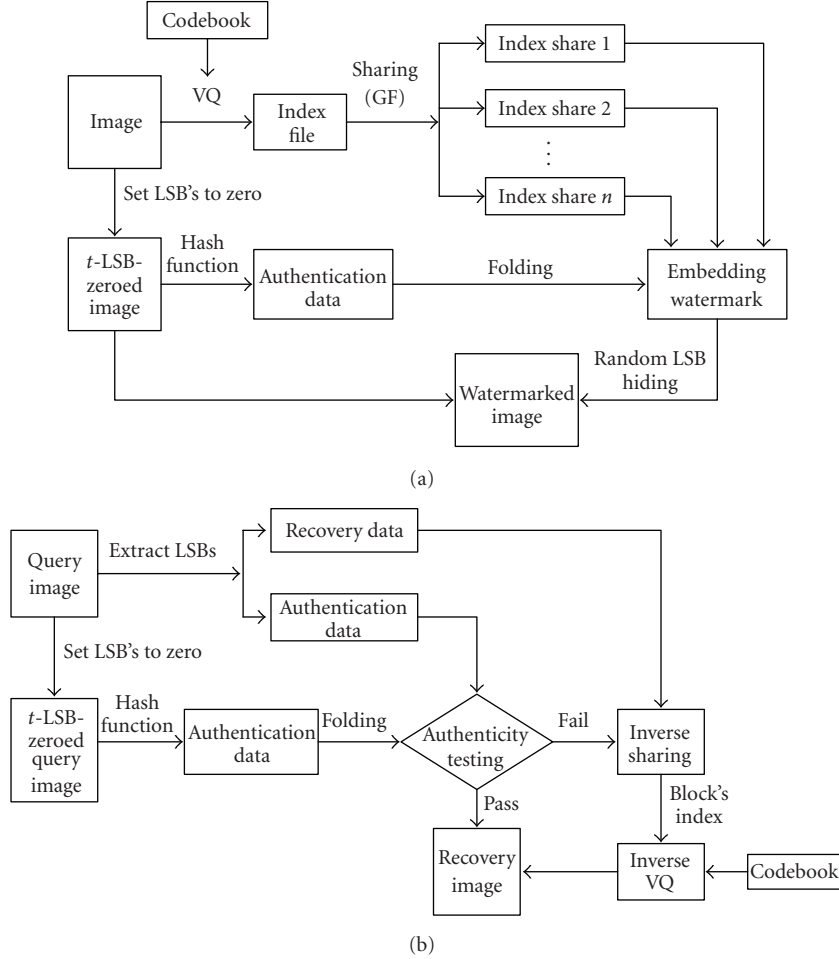 Codebook
VQ
Image
Index
file
Sharing
(GF)
Index share 1
Index share 2
⋮
Index share n
Set LSB's to zero
t-LSB-
zeroed
image
Hash
function
Authentication
data
Folding
Embedding
watermark
Random LSB
hiding
Watermarked
image
(a)
Query
image
Extract LSBs
Recovery data
Authentication
data
Set LSB's to zero
t-LSB-
zeroed
query
image
Hash
function
Authentication
data
Folding
Authenticity
testing
Fail
Inverse
sharing
Pass
Block's
index
Recovery
image
Inverse
VQ
Codebook
(b)